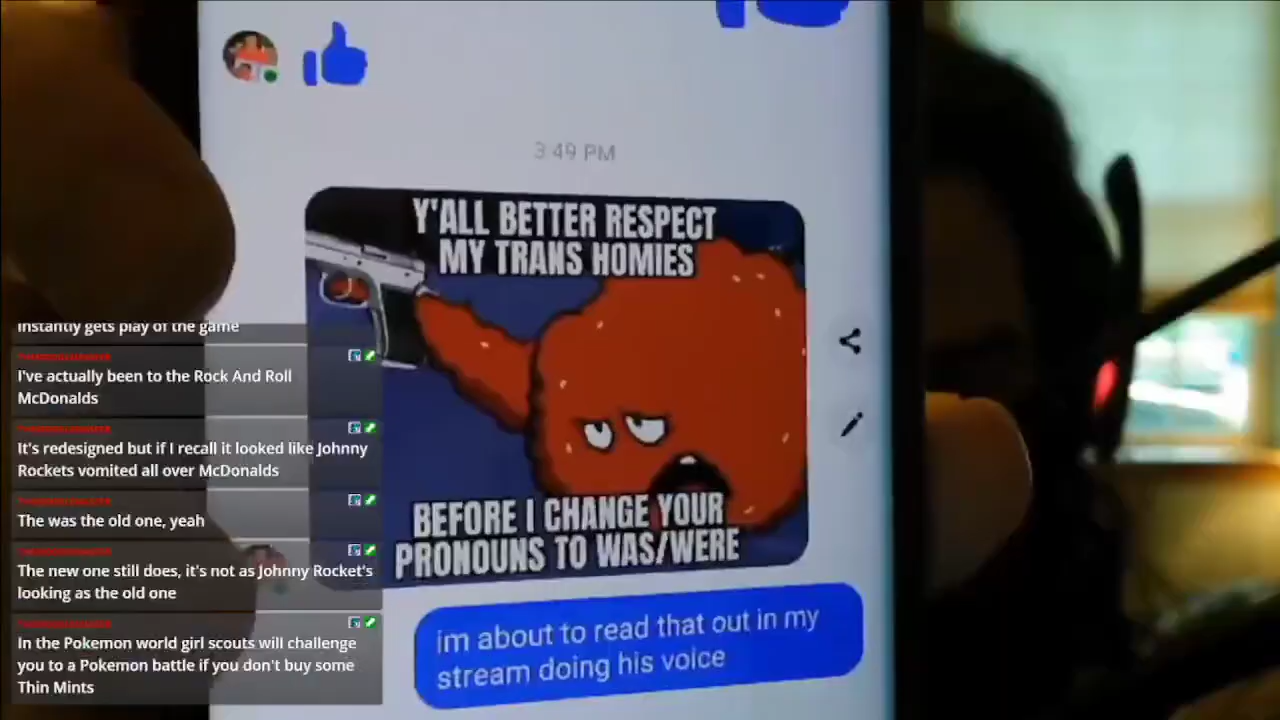 3:49 PM
Y'ALL BETTER RESPECT
MY TRANS HOMIES
BEFORE I CHANGE YOUR
PRONOUNS TO WAS/WERE
im about to read that out in my
stream doing his voice
instantly gets play of the game
I've actually been to the Rock And Roll
McDonalds
It's redesigned but if I recall it looked like Johnny
Rockets vomited all over McDonalds
The was the old one, yeah
The new one still does, it's not as Johnny Rocket's
looking as the old one
In the Pokemon world girl scouts will challenge
you to a Pokemon battle if you don't buy some
Thin Mints